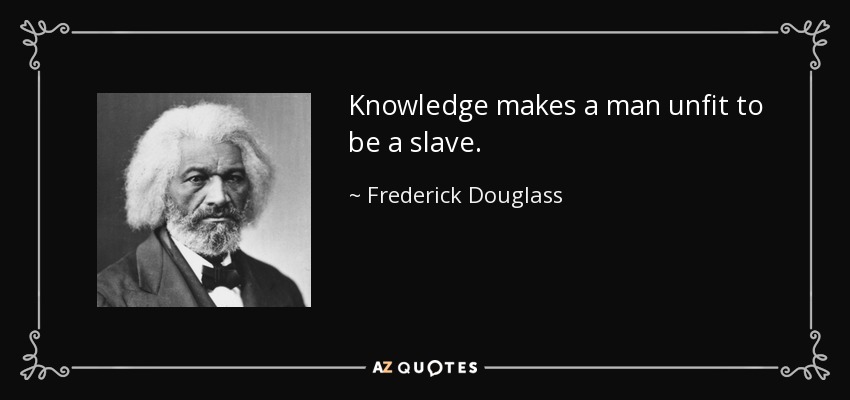 Knowledge makes a man unfit to
be a slave.
~ Frederick Douglass
AZ QUOTES